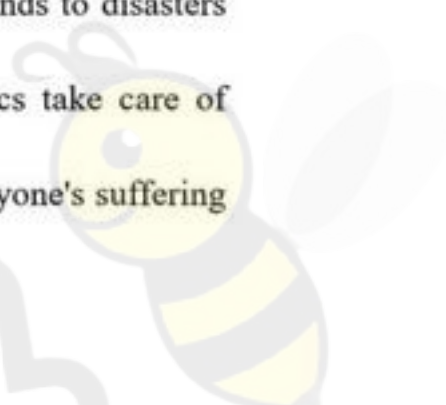 nds to disasters
cs take care of
yone's suffering